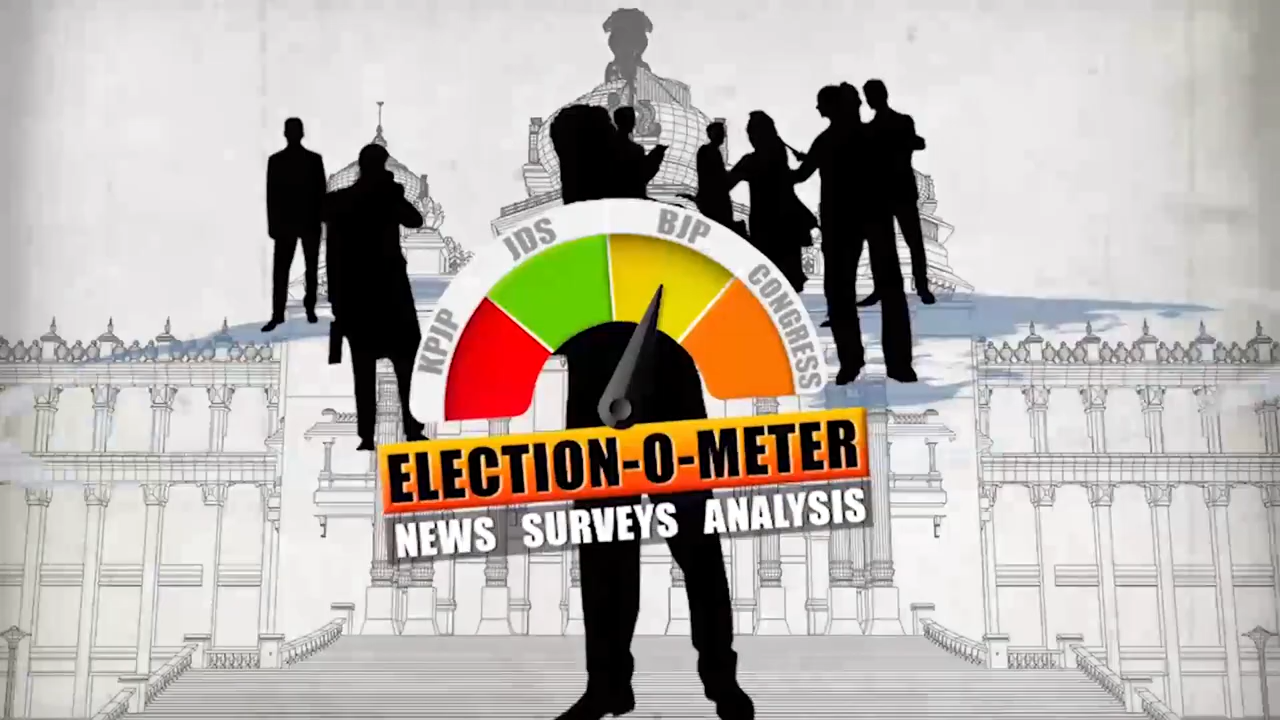 KPJP
JDS
BJP
CONGRESS
ELECTION-O-METER
NEWS SURVEYS ANALYSIS